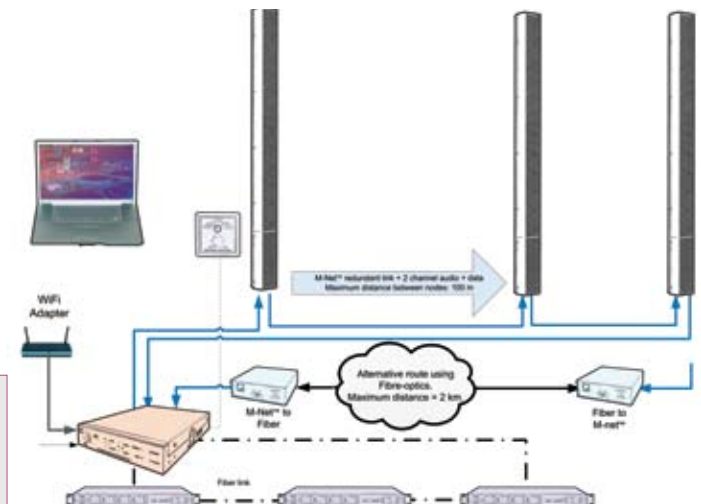 M-Net™ redundant link + 2 channel audio + data
Maximum distance between nodes: 100 m
WiFi
Adapter
Alternative route using
Fibre-optics.
Maximum distance = 2 km
M-Net™ to
Fiber
Fiber to
M-net™
Fiber link